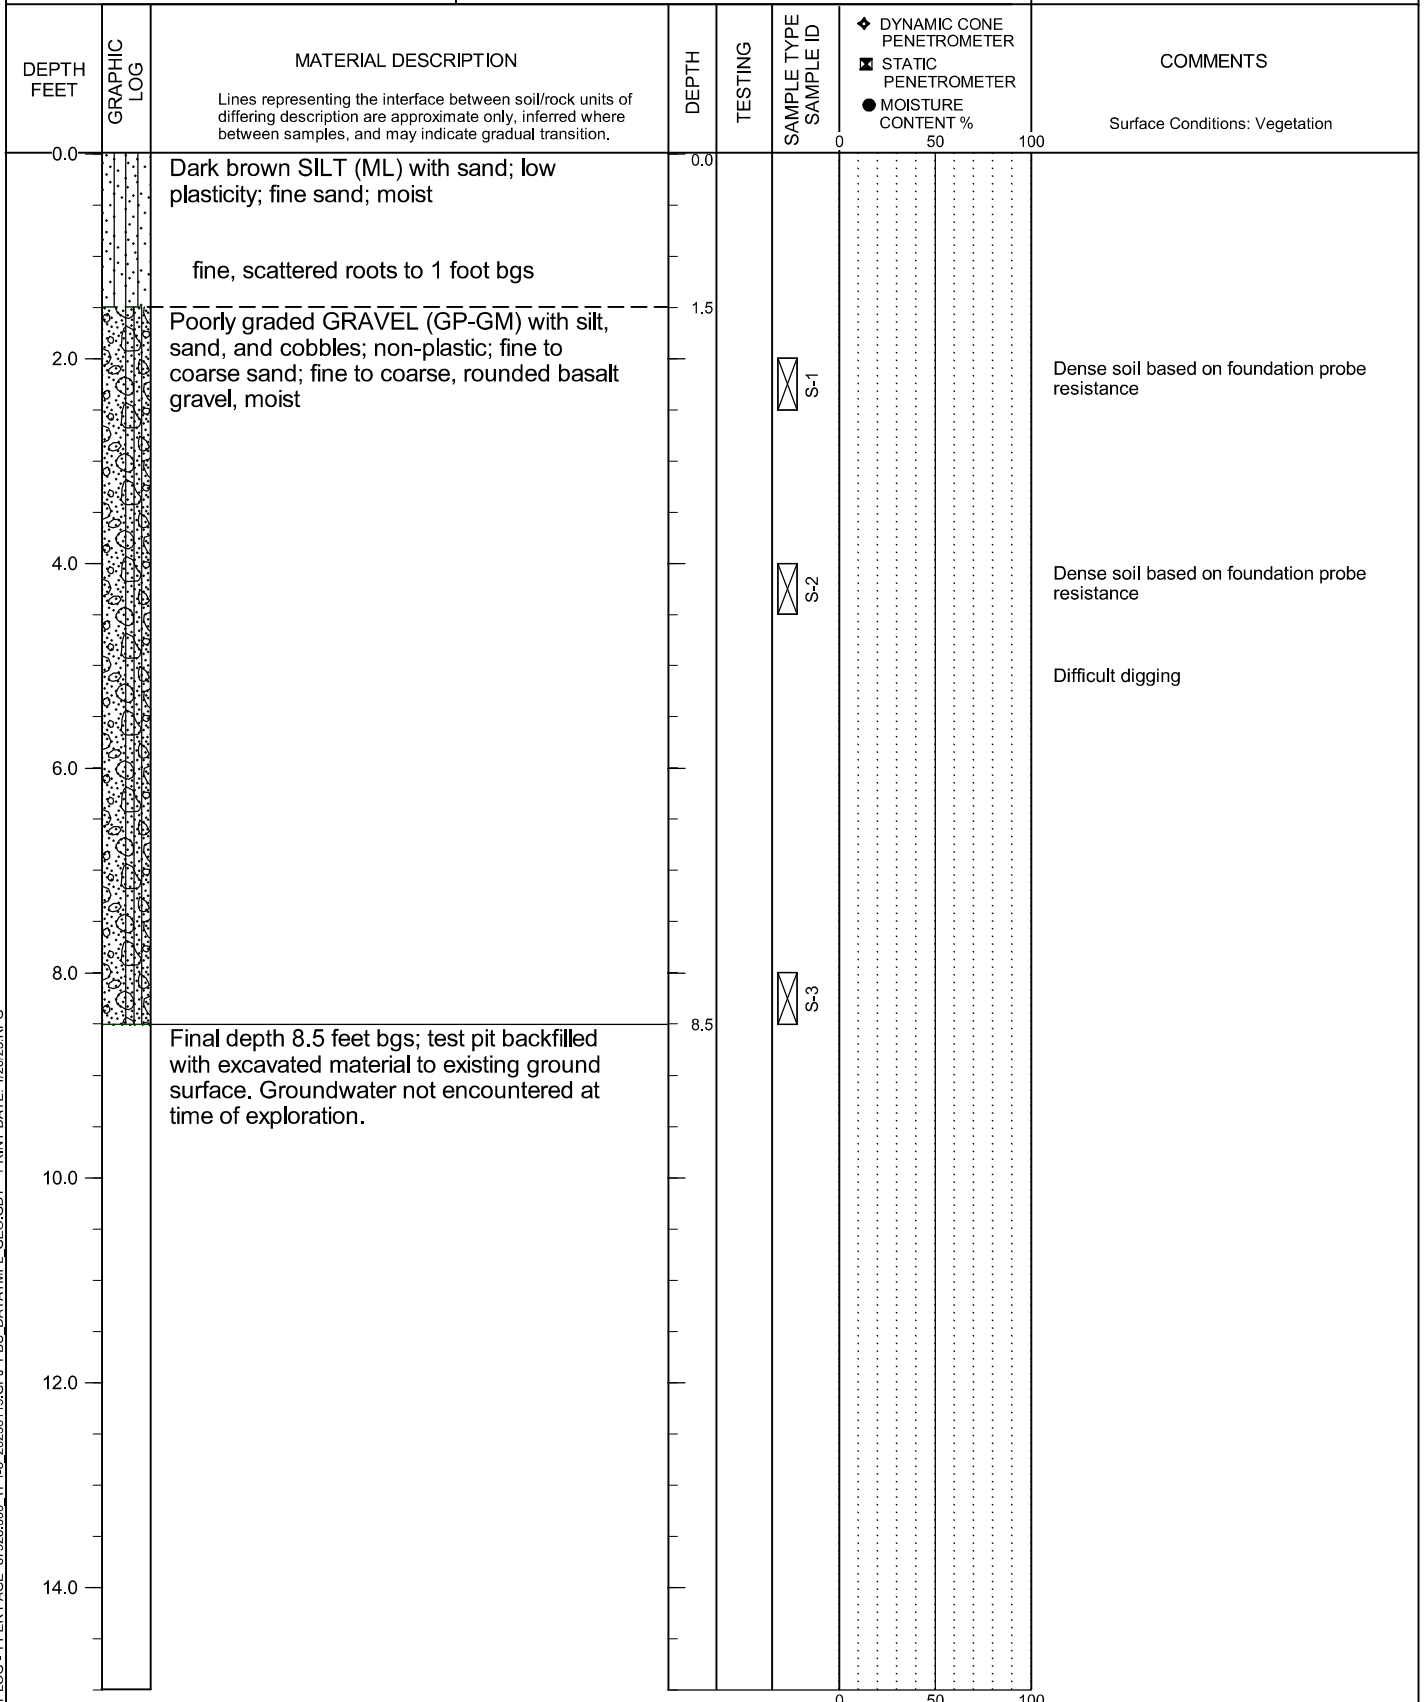 DEPTH
FEET
GRAPHIC
LOG
MATERIAL DESCRIPTION
Lines representing the interface between soil/rock units of
differing description are approximate only, inferred where
between samples, and may indicate gradual transition.
DEPTH
TESTING
SAMPLE TYPE
SAMPLE ID
DYNAMIC CONE
PENETROMETER
STATIC
PENETROMETER
MOISTURE
CONTENT %
0 50 100
COMMENTS
Surface Conditions: Vegetation
0.0
Dark brown SILT (ML) with sand; low
plasticity; fine sand; moist
0.0
fine, scattered roots to 1 foot bgs
1.5
Poorly graded GRAVEL (GP-GM) with silt,
sand, and cobbles; non-plastic; fine to
coarse sand; fine to coarse, rounded basalt
gravel, moist
2.0
S-1
Dense soil based on foundation probe
resistance
4.0
S-2
Dense soil based on foundation probe
resistance
Difficult digging
6.0
8.0
S-3
8.5
Final depth 8.5 feet bgs; test pit backfilled
with excavated material to existing ground
surface. Groundwater not encountered at
time of exploration.
10.0
12.0
14.0
0 50 100